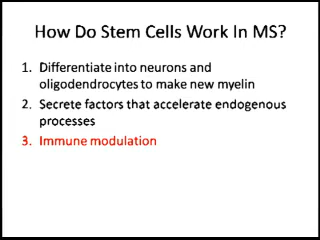 How Do Stem Cells Work In MS?
1. Differentiate into neurons and
oligodendrocytes to make new myelin
2. Secrete factors that accelerate endogenous
processes
3. Immune modulation